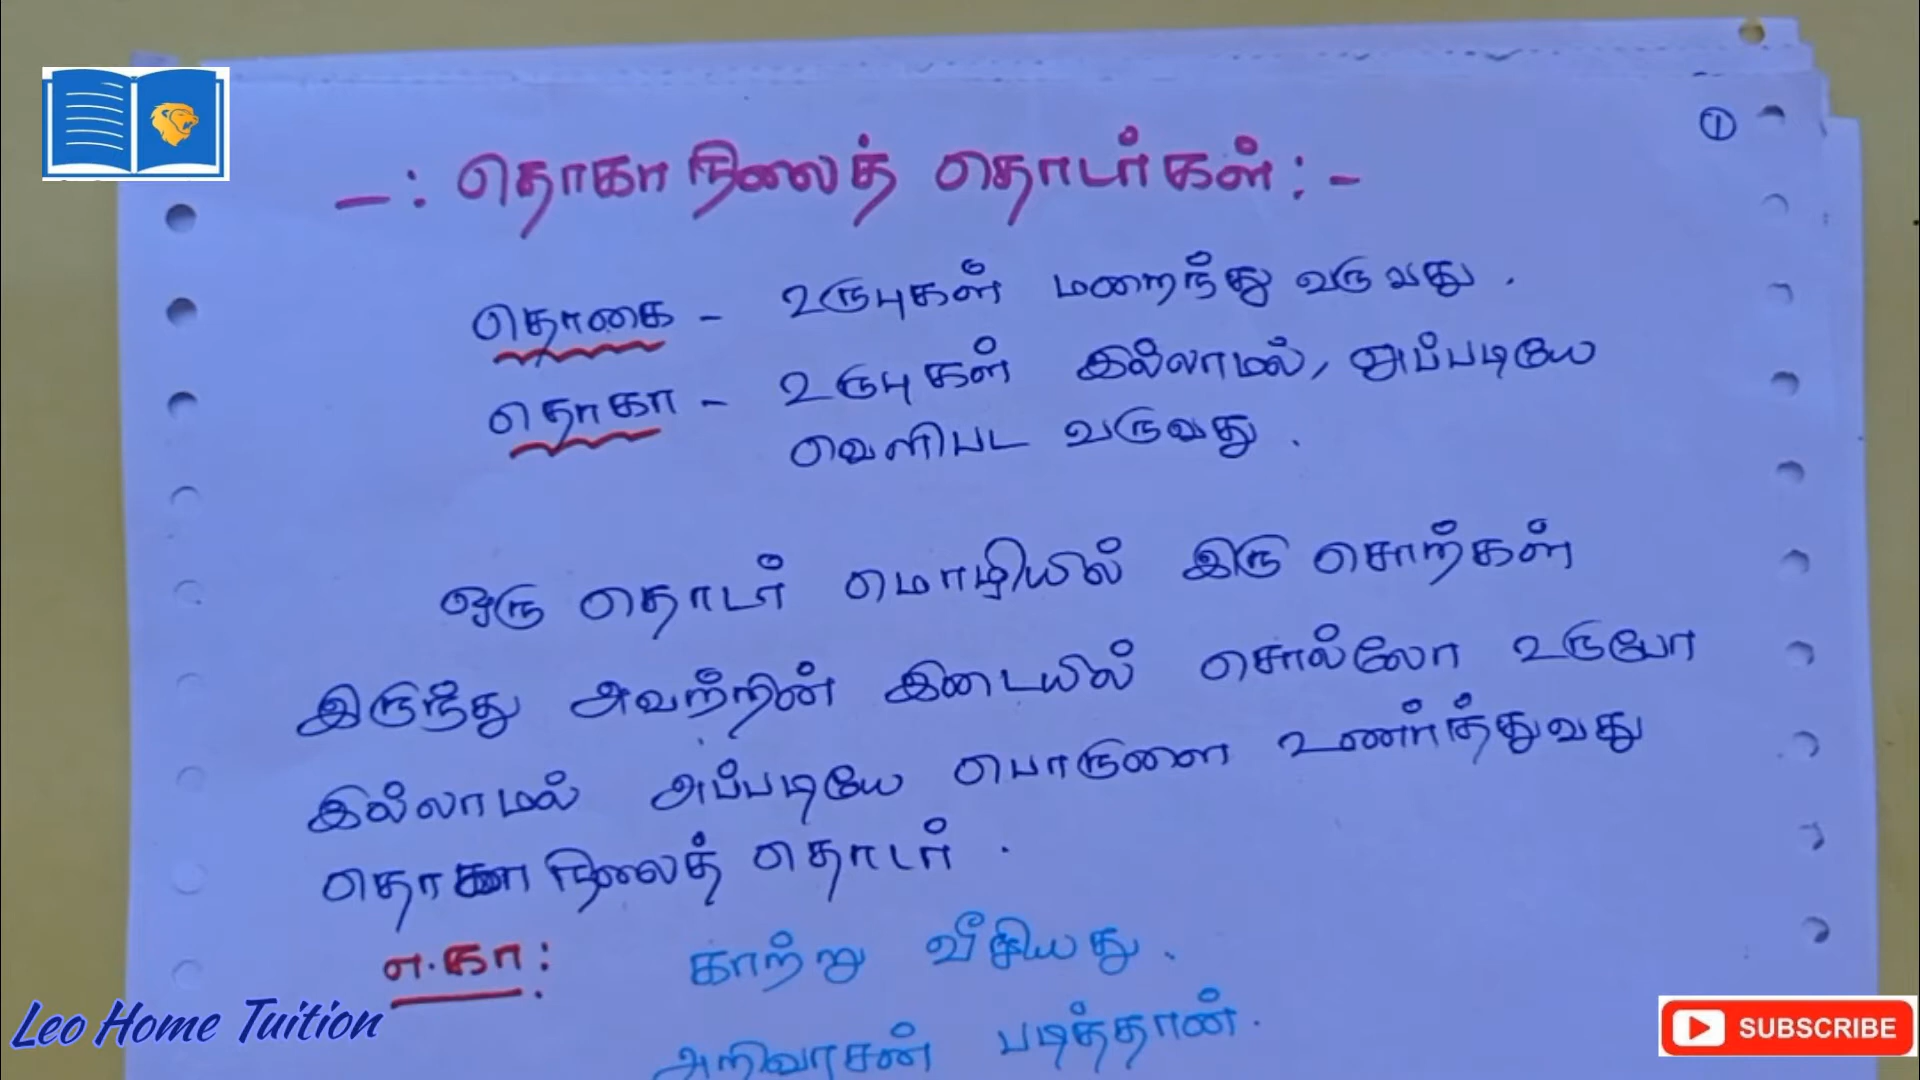 ①
-: தொகாநிலைத் தொடர்கள்:-
தொகை - உருபுகள் மறைந்து வருவது.
தொகா - உருபுகள் இல்லாமல், அப்படியே
வெளிபட வருவது.
ஒரு தொடர் மொழியில் இரு சொற்கள்
இருந்து அவற்றின் இடையில் சொல்லோ உருபோ
இல்லாமல் அப்படியே பொருளை உணர்த்துவது
தொகாநிலைத் தொடர்.
எ.கா: காற்று வீசியது.
அறிவரசன் படித்தான்.
Leo Home Tuition
SUBSCRIBE